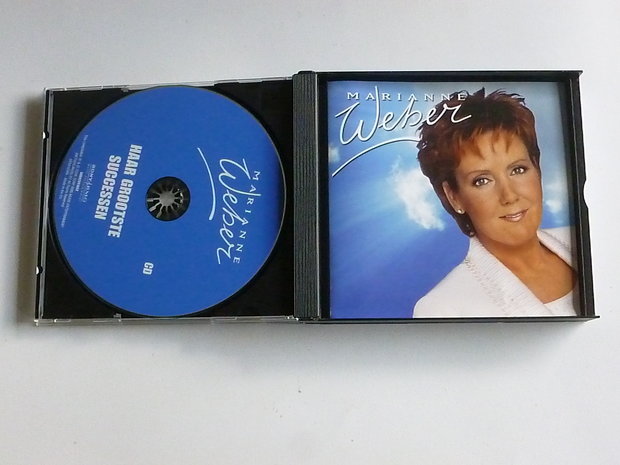 MARIANNE
Weber
HAAR GROOTSTE
SUCCESSEN
CD
MARIANNE
Weber